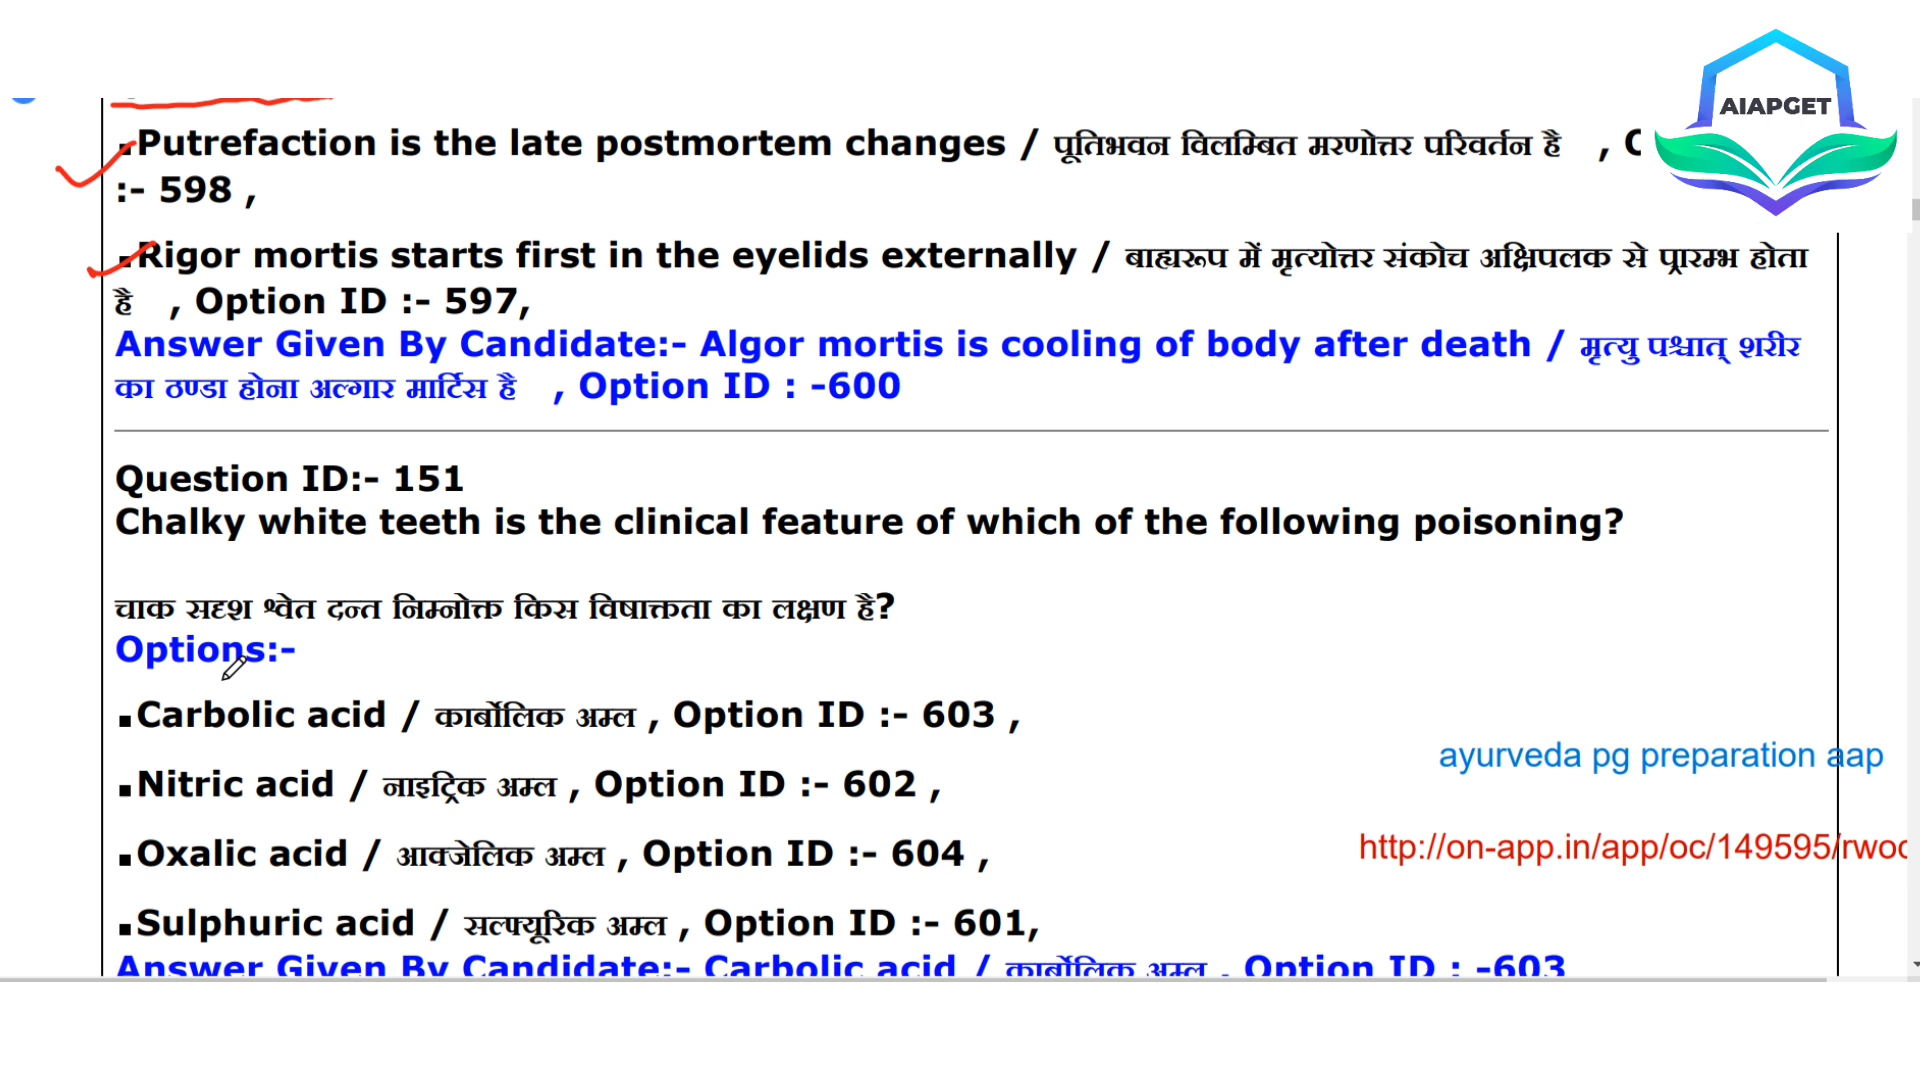 AIAPGET
▪Putrefaction is the late postmortem changes / पूतिभवन विलम्बित मरणोत्तर परिवर्तन है , C
:- 598 ,
▪Rigor mortis starts first in the eyelids externally / बाह्यरूप में मृत्योत्तर संकोच अक्षिपलक से प्रारम्भ होता
है , Option ID :- 597,
Answer Given By Candidate:- Algor mortis is cooling of body after death / मृत्यु पश्चात् शरीर
का ठण्डा होना अल्गार मार्टिस है , Option ID : -600
Question ID:- 151
Chalky white teeth is the clinical feature of which of the following poisoning?
चाक सदृश श्वेत दन्त निम्नोक्त किस विषाक्तता का लक्षण है?
Options:-
▪Carbolic acid / कार्बोलिक अम्ल , Option ID :- 603 ,
ayurveda pg preparation aap
▪Nitric acid / नाइट्रिक अम्ल , Option ID :- 602 ,
▪Oxalic acid / आक्जेलिक अम्ल , Option ID :- 604 ,
http://on-app.in/app/oc/149595/rwoc
▪Sulphuric acid / सल्फ्यूरिक अम्ल , Option ID :- 601,
Answer Given By Candidate:- Carbolic acid / कार्बोलिक अम्ल , Option ID : -603